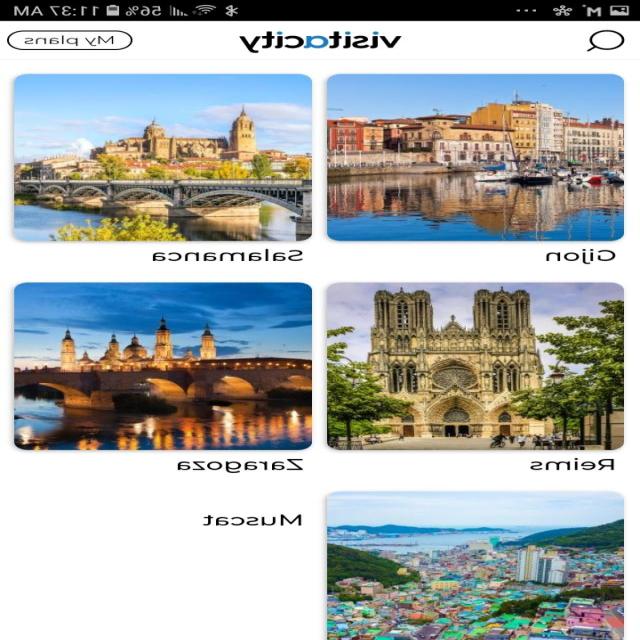 56% 11:37 AM
visitacity
My plans
Gijon
Salamanca
Reims
Zaragoza
Muscat